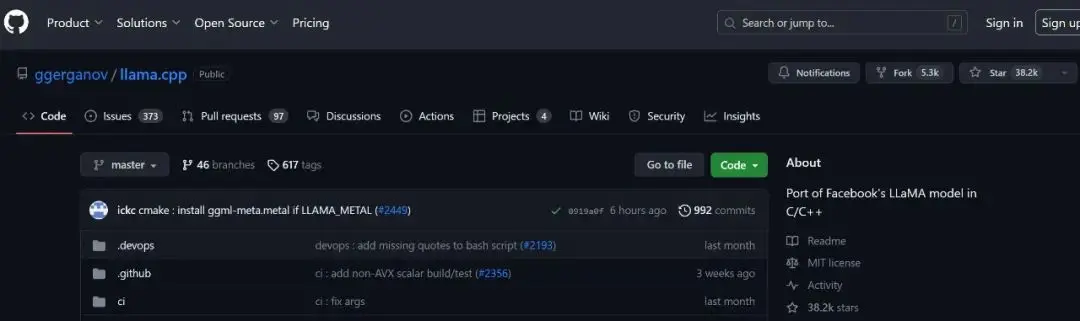 Product Solutions Open Source Pricing Search or jump to... / Sign in Sign up
ggerganov / llama.cpp Public Notifications Fork 5.3k Star 38.2k
Code Issues 373 Pull requests 97 Discussions Actions Projects 4 Wiki Security Insights
master 46 branches 617 tags Go to file Code
About
Port of Facebook's LLaMA model in
C/C++
ickc cmake : install ggml-meta.metal if LLAMA_METAL (#2449) 0919a0f 6 hours ago 992 commits
.devops devops : add missing quotes to bash script (#2193) last month
.github ci : add non-AVX scalar build/test (#2356) 3 weeks ago
ci ci : fix args last month
Readme
MIT license
Activity
38.2k stars